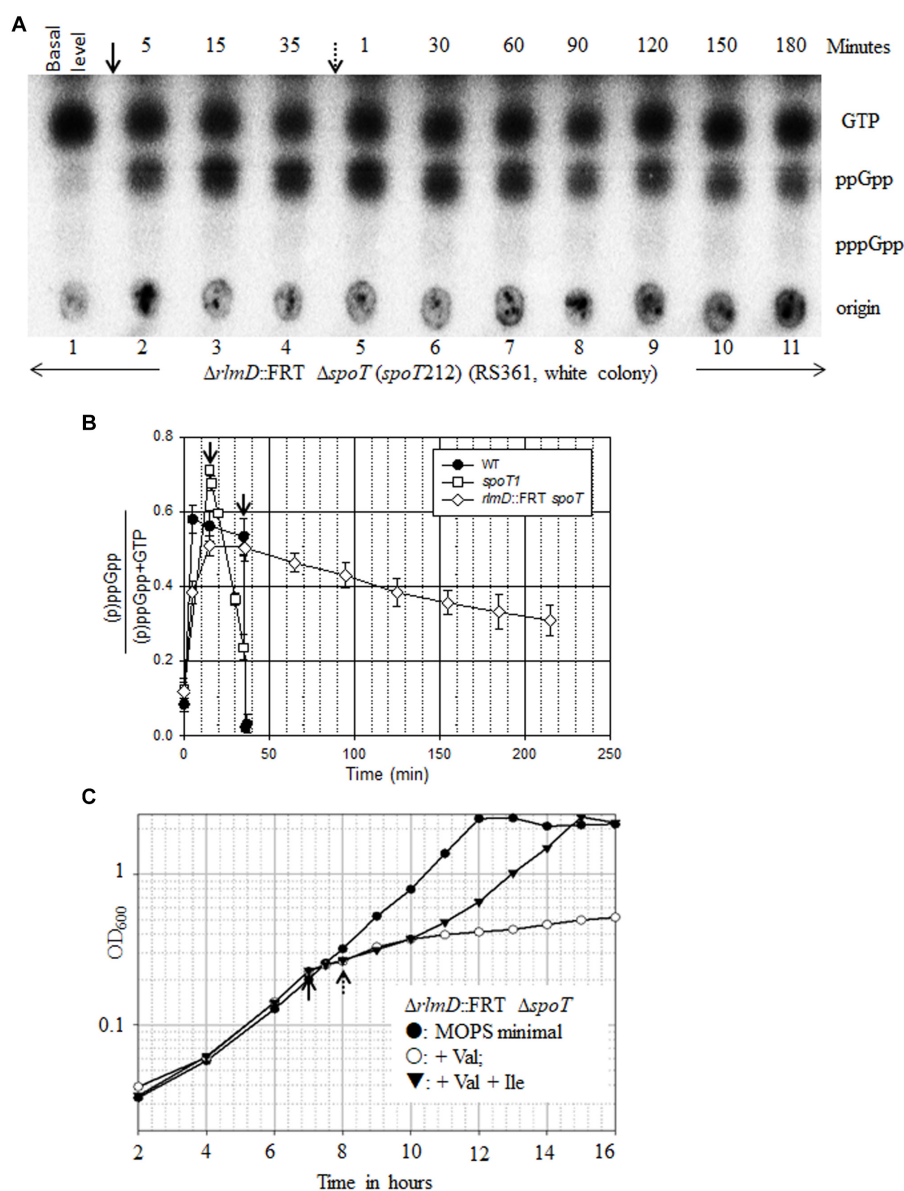 A
Basal level 5 15 35 1 30 60 90 120 150 180 Minutes
GTP
ppGpp
pppGpp
origin
1 2 3 4 5 6 7 8 9 10 11
ΔrlmD::FRT ΔspoT (spoT212) (RS361, white colony)
B
0.8
0.6
0.4
0.2
0.0
(p)ppGpp
(p)ppGpp+GTP
WT
spoT1
rlmD::FRT spoT
0 50 100 150 200 250
Time (min)
C
1
0.1
OD600
ΔrlmD::FRT ΔspoT
: MOPS minimal
: + Val;
: + Val + Ile
2 4 6 8 10 12 14 16
Time in hours